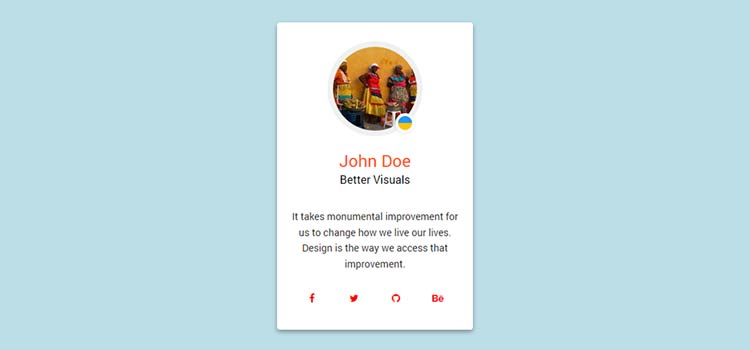 John Doe
Better Visuals
It takes monumental improvement for
us to change how we live our lives.
Design is the way we access that
improvement.
Bē